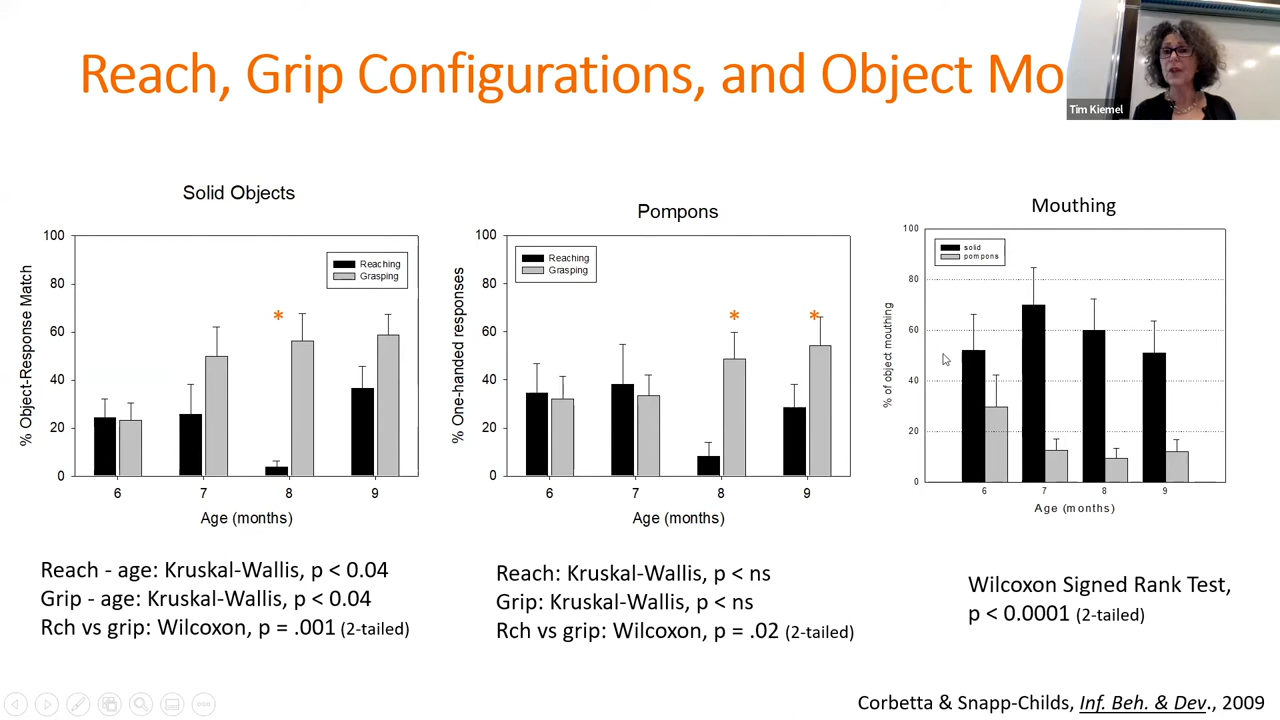 Reach, Grip Configurations, and Object Mo
Tim Kiemel
Solid Objects
% Object-Response Match
100
80
60
40
20
0
Reaching
Grasping
*
6 7 8 9
Age (months)
Reach - age: Kruskal-Wallis, p < 0.04
Grip - age: Kruskal-Wallis, p < 0.04
Rch vs grip: Wilcoxon, p = .001 (2-tailed)
Pompons
% One-handed responses
100
80
60
40
20
0
Reaching
Grasping
* *
6 7 8 9
Age (months)
Reach: Kruskal-Wallis, p < ns
Grip: Kruskal-Wallis, p < ns
Rch vs grip: Wilcoxon, p = .02 (2-tailed)
Mouthing
% of object mouthing
100
80
60
40
20
0
solid
pompons
6 7 8 9
Age (months)
Wilcoxon Signed Rank Test,
p < 0.0001 (2-tailed)
Corbetta & Snapp-Childs, Inf. Beh. & Dev., 2009